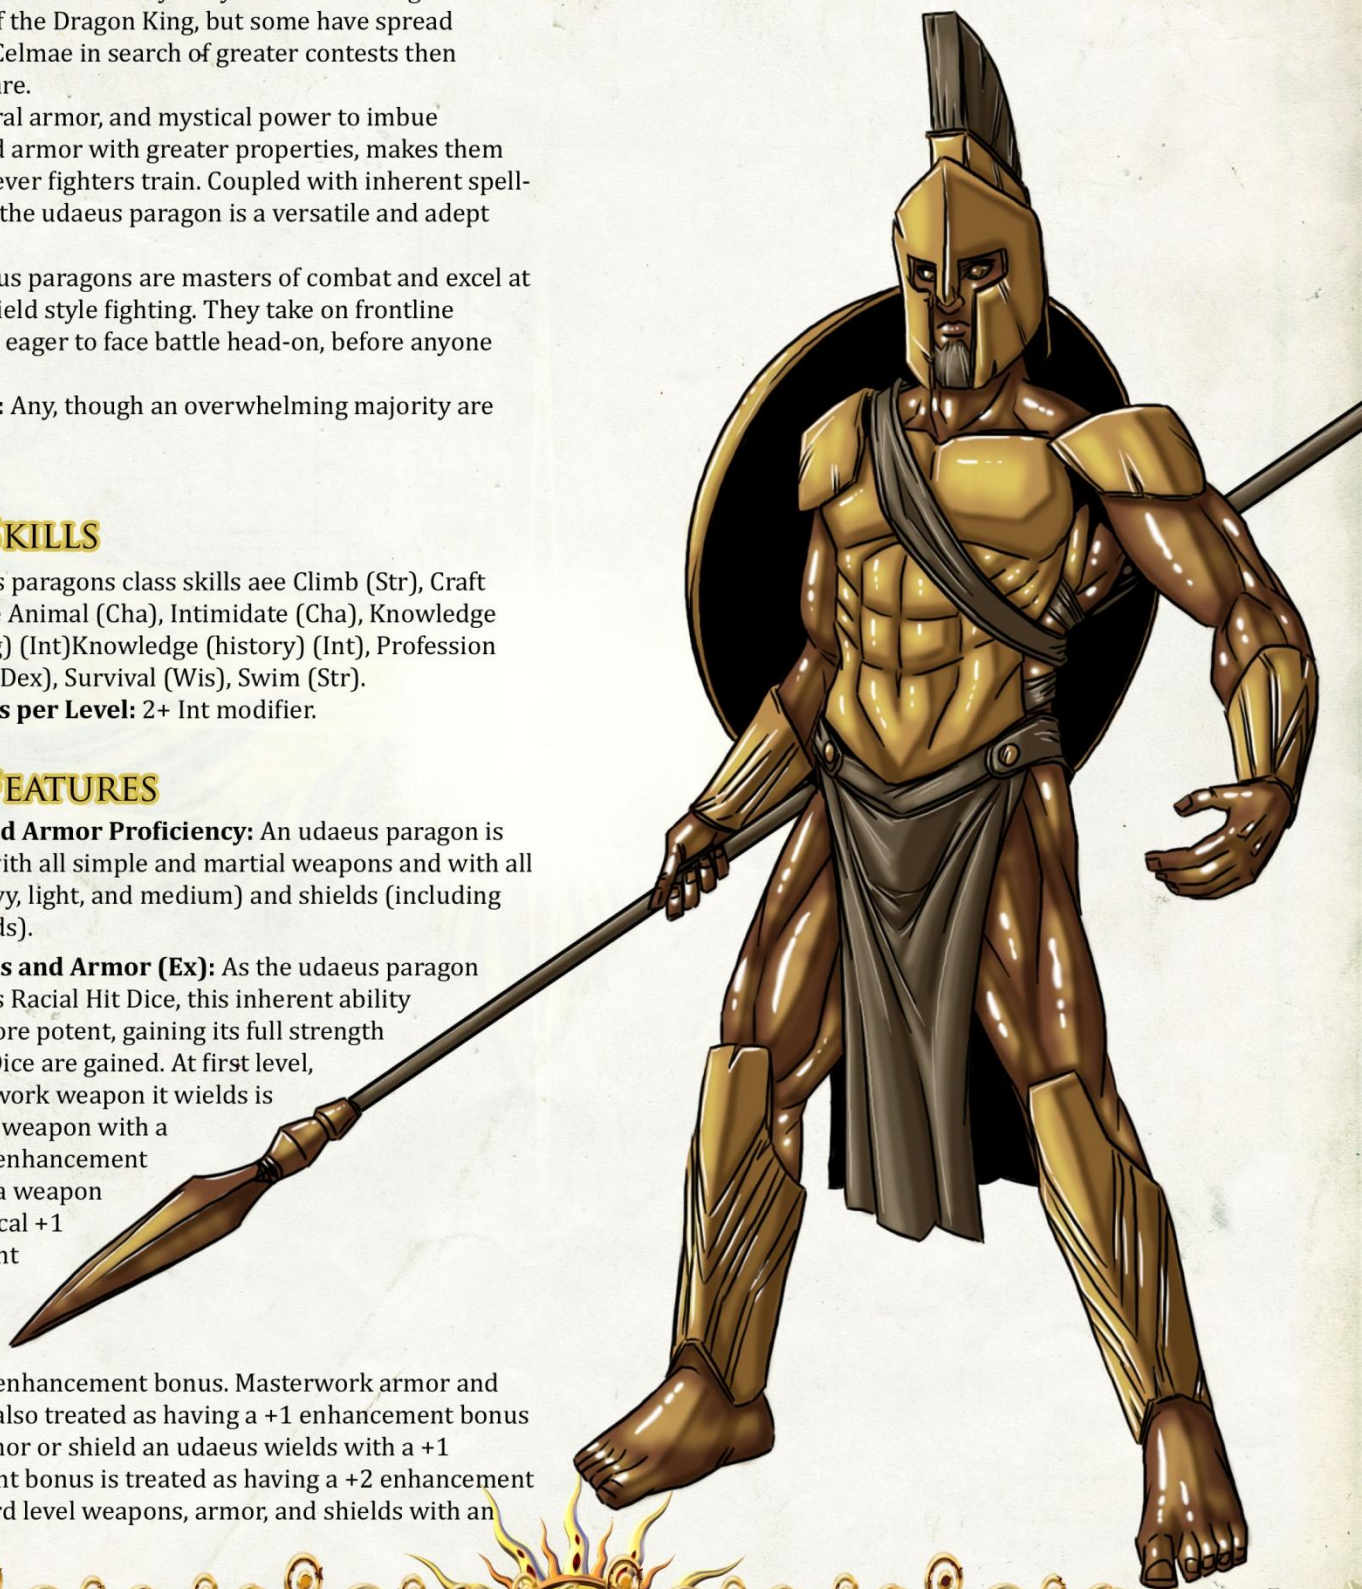 f the Dragon King, but some have spread
Celmae in search of greater contests then
re.
ral armor, and mystical power to imbue
d armor with greater properties, makes them
ever fighters train. Coupled with inherent spell-
the udaeus paragon is a versatile and adept
us paragons are masters of combat and excel at
ield style fighting. They take on frontline
eager to face battle head-on, before anyone
: Any, though an overwhelming majority are
SKILLS
s paragons class skills aee Climb (Str), Craft
e Animal (Cha), Intimidate (Cha), Knowledge
g) (Int)Knowledge (history) (Int), Profession
Dex), Survival (Wis), Swim (Str).
s per Level: 2+ Int modifier.
FEATURES
d Armor Proficiency: An udaeus paragon is
with all simple and martial weapons and with all
vy, light, and medium) and shields (including
ds).
s and Armor (Ex): As the udaeus paragon
s Racial Hit Dice, this inherent ability
ore potent, gaining its full strength
Dice are gained. At first level,
work weapon it wields is
weapon with a
enhancement
a weapon
cal +1
nt
enhancement bonus. Masterwork armor and
also treated as having a +1 enhancement bonus
mor or shield an udaeus wields with a +1
nt bonus is treated as having a +2 enhancement
rd level weapons, armor, and shields with an